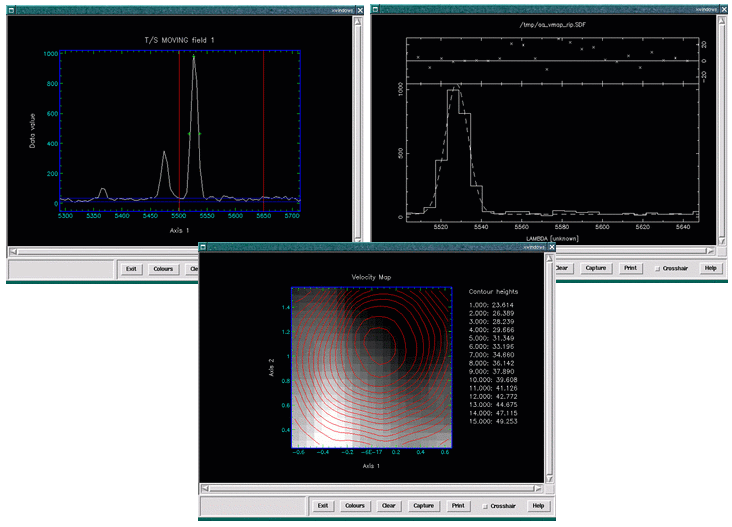 xwindows
T/S MOVING field 1
1000
800
600
400
200
0
Data value
5300 5350 5400 5450 5500 5550 5600 5650 5700
Axis 1
Exit Colours
xwindows
/tmp/oa_vmap_rip.SDF
20
0
-20
1000
500
0
5520 5540 5560 5580 5600 5620 5640
LAMBDA [unknown]
Clear Capture Print Crosshair Help
xwindows
Velocity Map
1.4
1.2
1
0.8
0.6
0.4
Axis 2
-0.6 -0.4 -0.2 -6E-17 0.2 0.4 0.6
Axis 1
Contour heights
1.000: 23.614
2.000: 26.389
3.000: 28.239
4.000: 29.666
5.000: 31.349
6.000: 33.196
7.000: 34.660
8.000: 36.142
9.000: 37.890
10.000: 39.608
11.000: 41.126
12.000: 42.772
13.000: 44.675
14.000: 47.115
15.000: 49.253
Exit Colours Clear Capture Print Crosshair Help